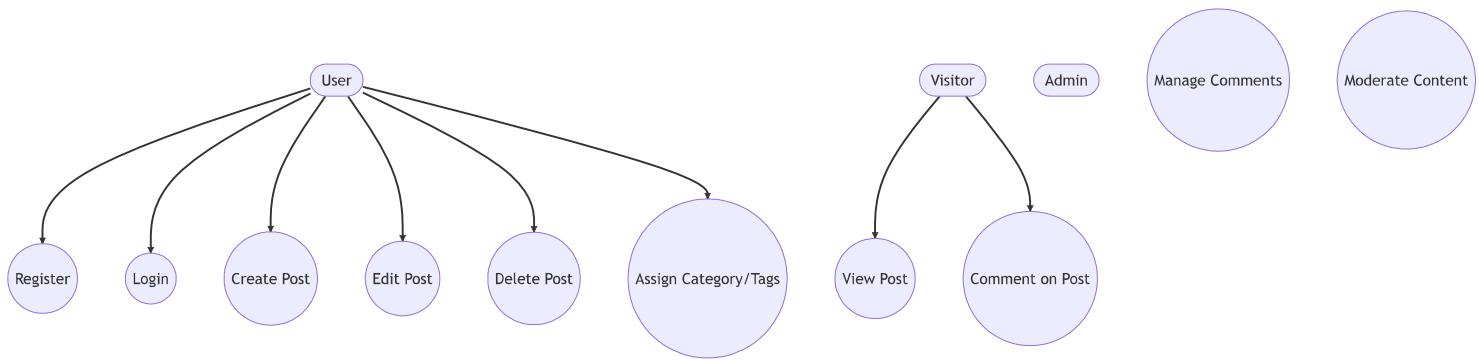 User
Visitor
Admin
Manage Comments
Moderate Content
Register
Login
Create Post
Edit Post
Delete Post
Assign Category/Tags
View Post
Comment on Post